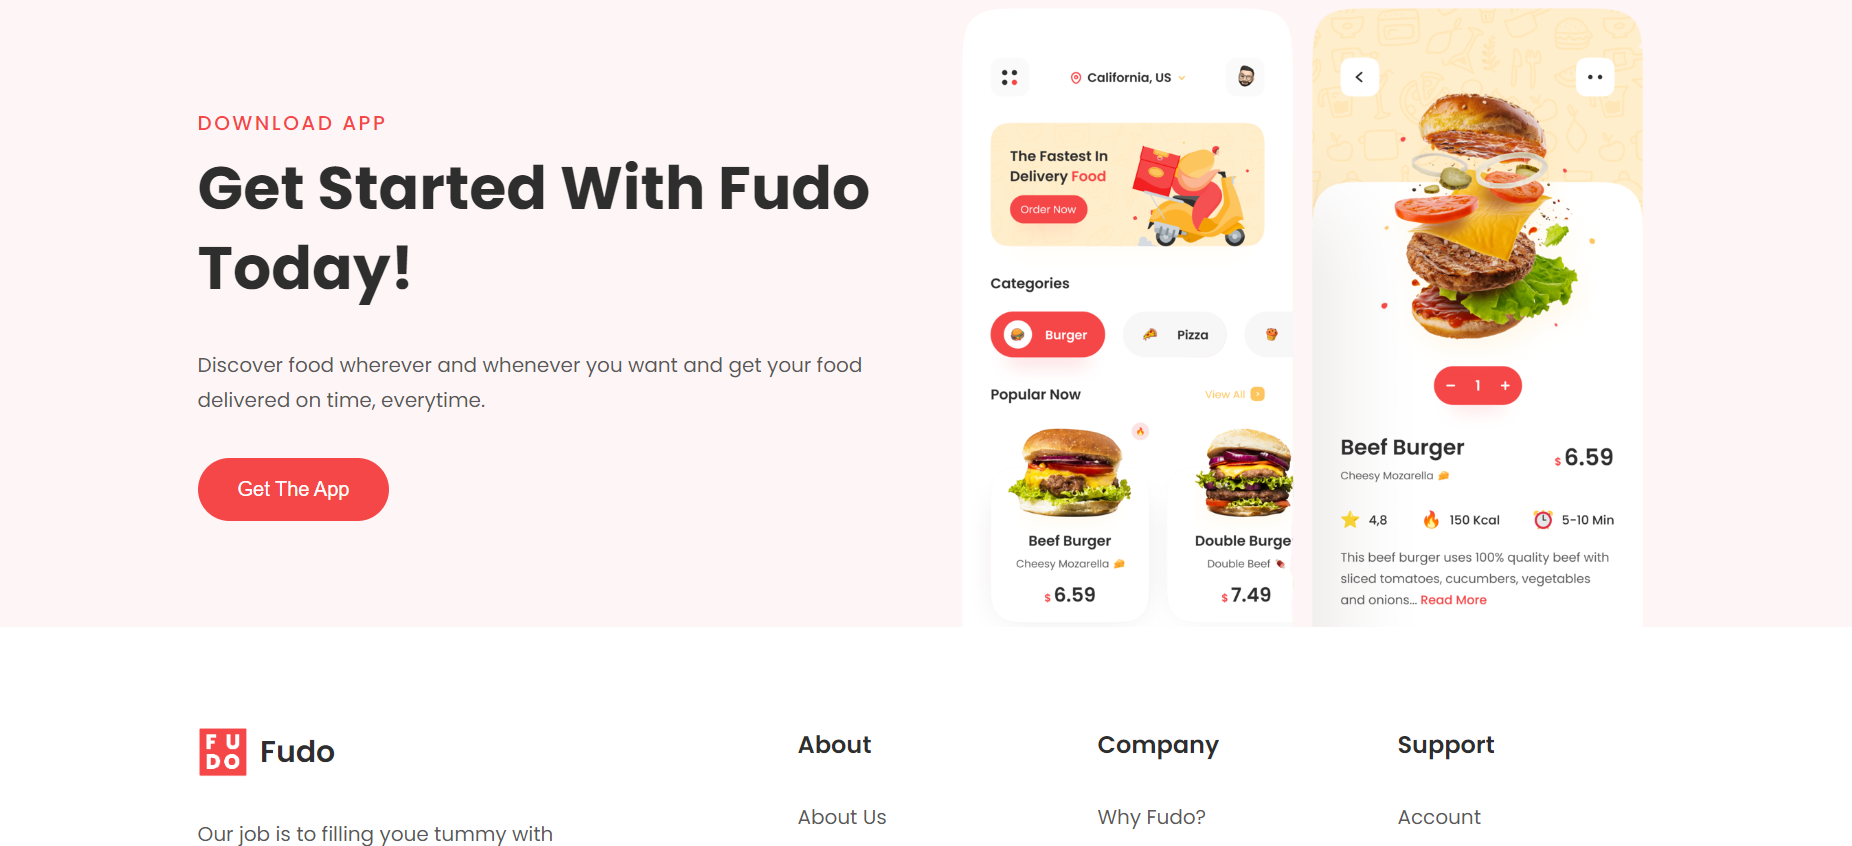 DOWNLOAD APP
Get Started With Fudo
Today!
Discover food wherever and whenever you want and get your food
delivered on time, everytime.
Get The App
California, US
The Fastest In
Delivery Food
Order Now
Categories
Burger
Pizza
Popular Now
View All
Beef Burger
Cheesy Mozarella
$ 6.59
Double Burge
Double Beef
$ 7.49
- 1 +
Beef Burger
$ 6.59
Cheesy Mozarella
4,8
150 Kcal
5-10 Min
This beef burger uses 100% quality beef with
sliced tomatoes, cucumbers, vegetables
and onions... Read More
FU
DO
Fudo
Our job is to filling youe tummy with
About
About Us
Company
Why Fudo?
Support
Account